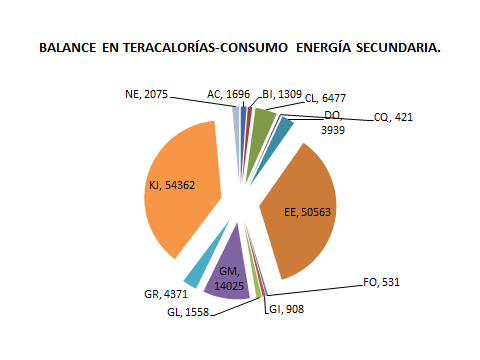 BALANCE EN TERACALORÍAS-CONSUMO ENERGÍA SECUNDARIA.
NE, 2075
AC, 1696
BI, 1309
CL, 6477
DO,
3939
CQ, 421
KJ, 54362
EE, 50563
GM,
14025
GR, 4371
FO, 531
GL, 1558
LGI, 908